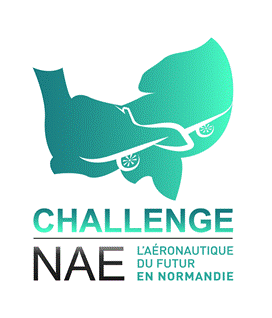 CHALLENGE
NAE
L'AÉRONAUTIQUE
DU FUTUR
EN NORMANDIE